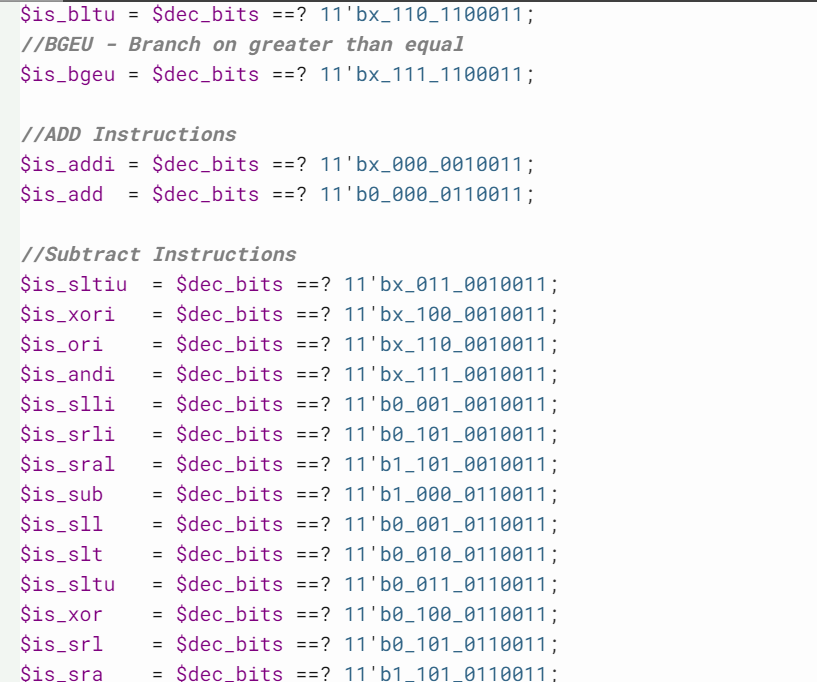 $is_bltu = $dec_bits ==? 11'bx_110_1100011;
//BGEU - Branch on greater than equal
$is_bgeu = $dec_bits ==? 11'bx_111_1100011;
//ADD Instructions
$is_addi = $dec_bits ==? 11'bx_000_0010011;
$is_add  = $dec_bits ==? 11'b0_000_0110011;
//Subtract Instructions
$is_sltiu  = $dec_bits ==? 11'bx_011_0010011;
$is_xori   = $dec_bits ==? 11'bx_100_0010011;
$is_ori    = $dec_bits ==? 11'bx_110_0010011;
$is_andi   = $dec_bits ==? 11'bx_111_0010011;
$is_slli   = $dec_bits ==? 11'b0_001_0010011;
$is_srli   = $dec_bits ==? 11'b0_101_0010011;
$is_sral   = $dec_bits ==? 11'b1_101_0010011;
$is_sub    = $dec_bits ==? 11'b1_000_0110011;
$is_sll    = $dec_bits ==? 11'b0_001_0110011;
$is_slt    = $dec_bits ==? 11'b0_010_0110011;
$is_sltu   = $dec_bits ==? 11'b0_011_0110011;
$is_xor    = $dec_bits ==? 11'b0_100_0110011;
$is_srl    = $dec_bits ==? 11'b0_101_0110011;
$is_sra    = $dec_bits ==? 11'b1_101_0110011;